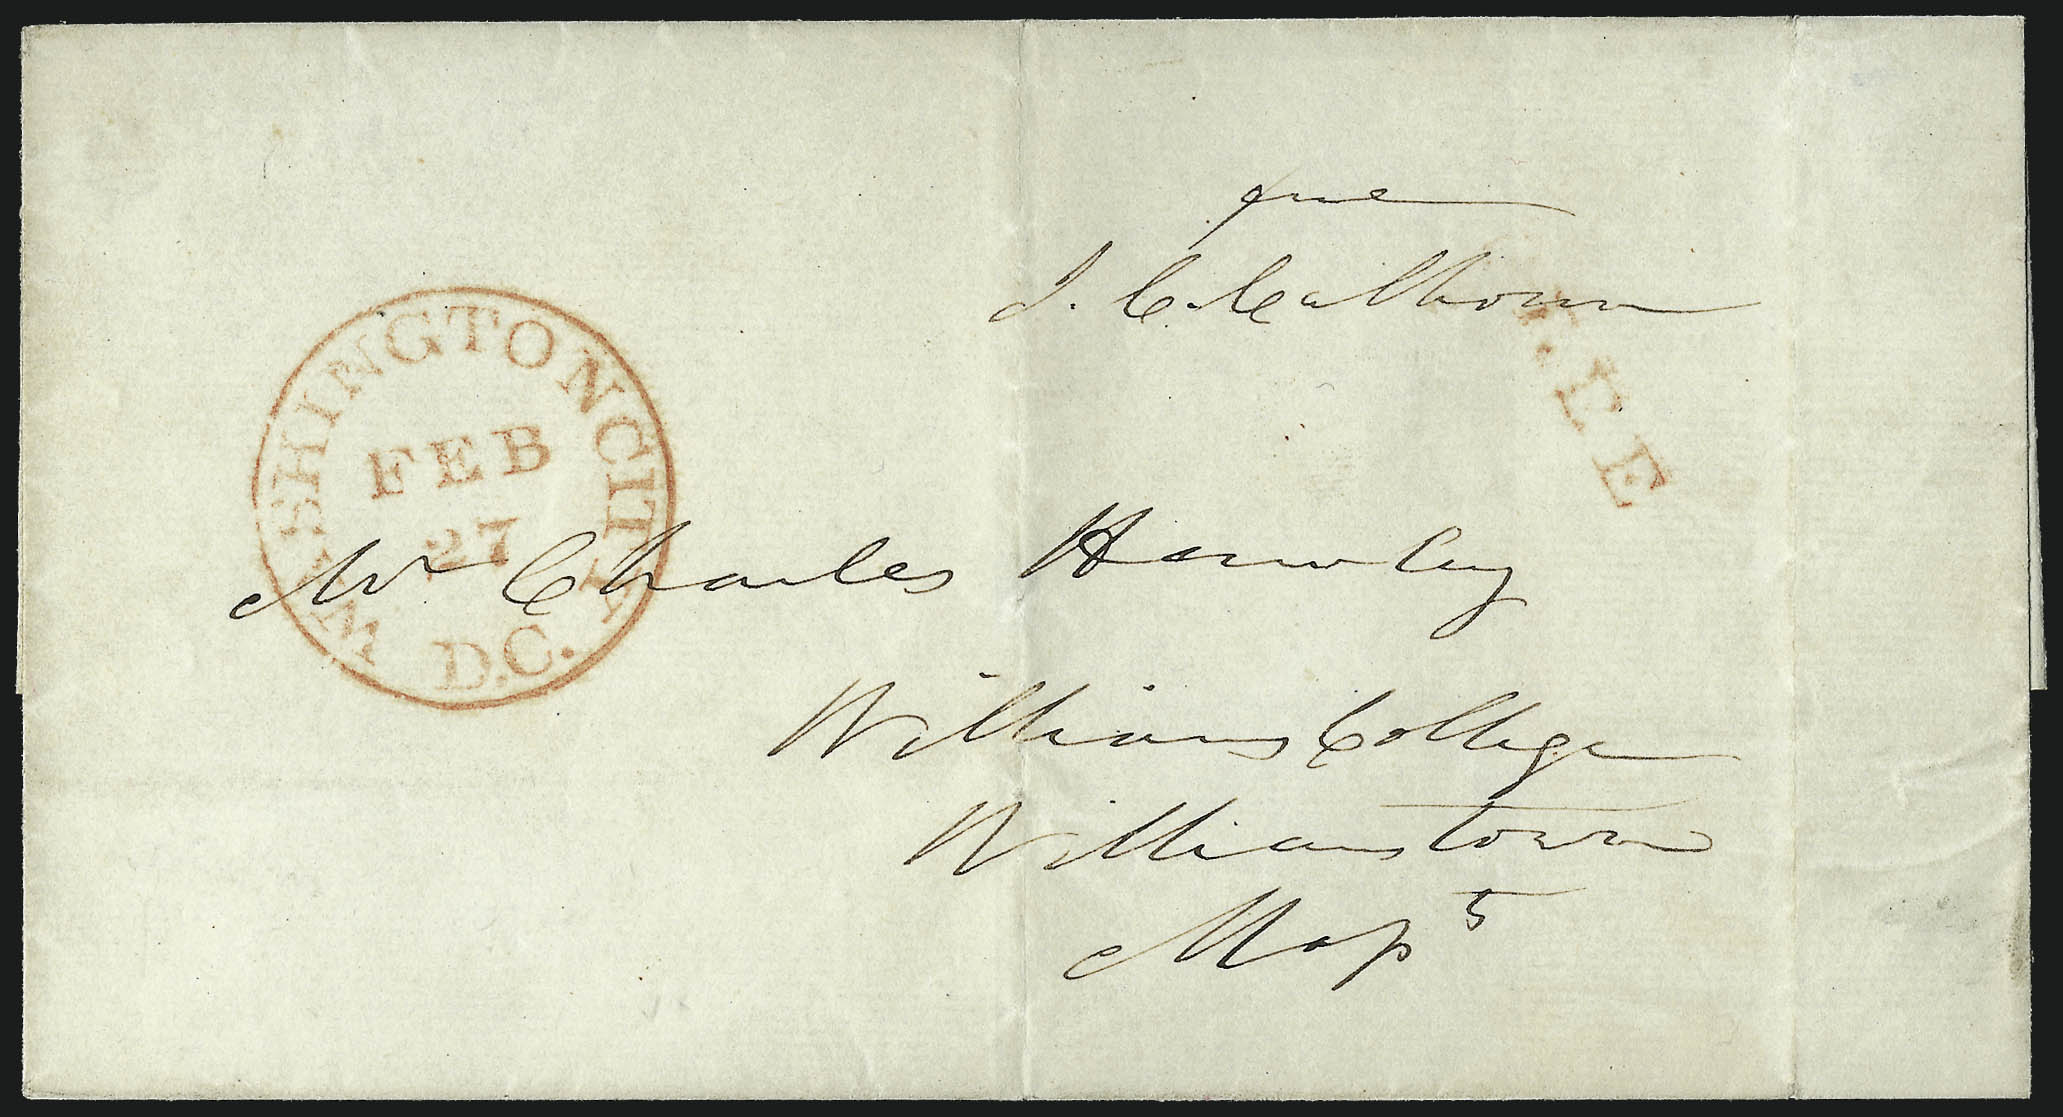 free
J. C. Calhoun
FREE
WASHINGTON CITY
FEB
27
D.C.
Mr Charles Hawley
Williams College
Williamstown
Mass